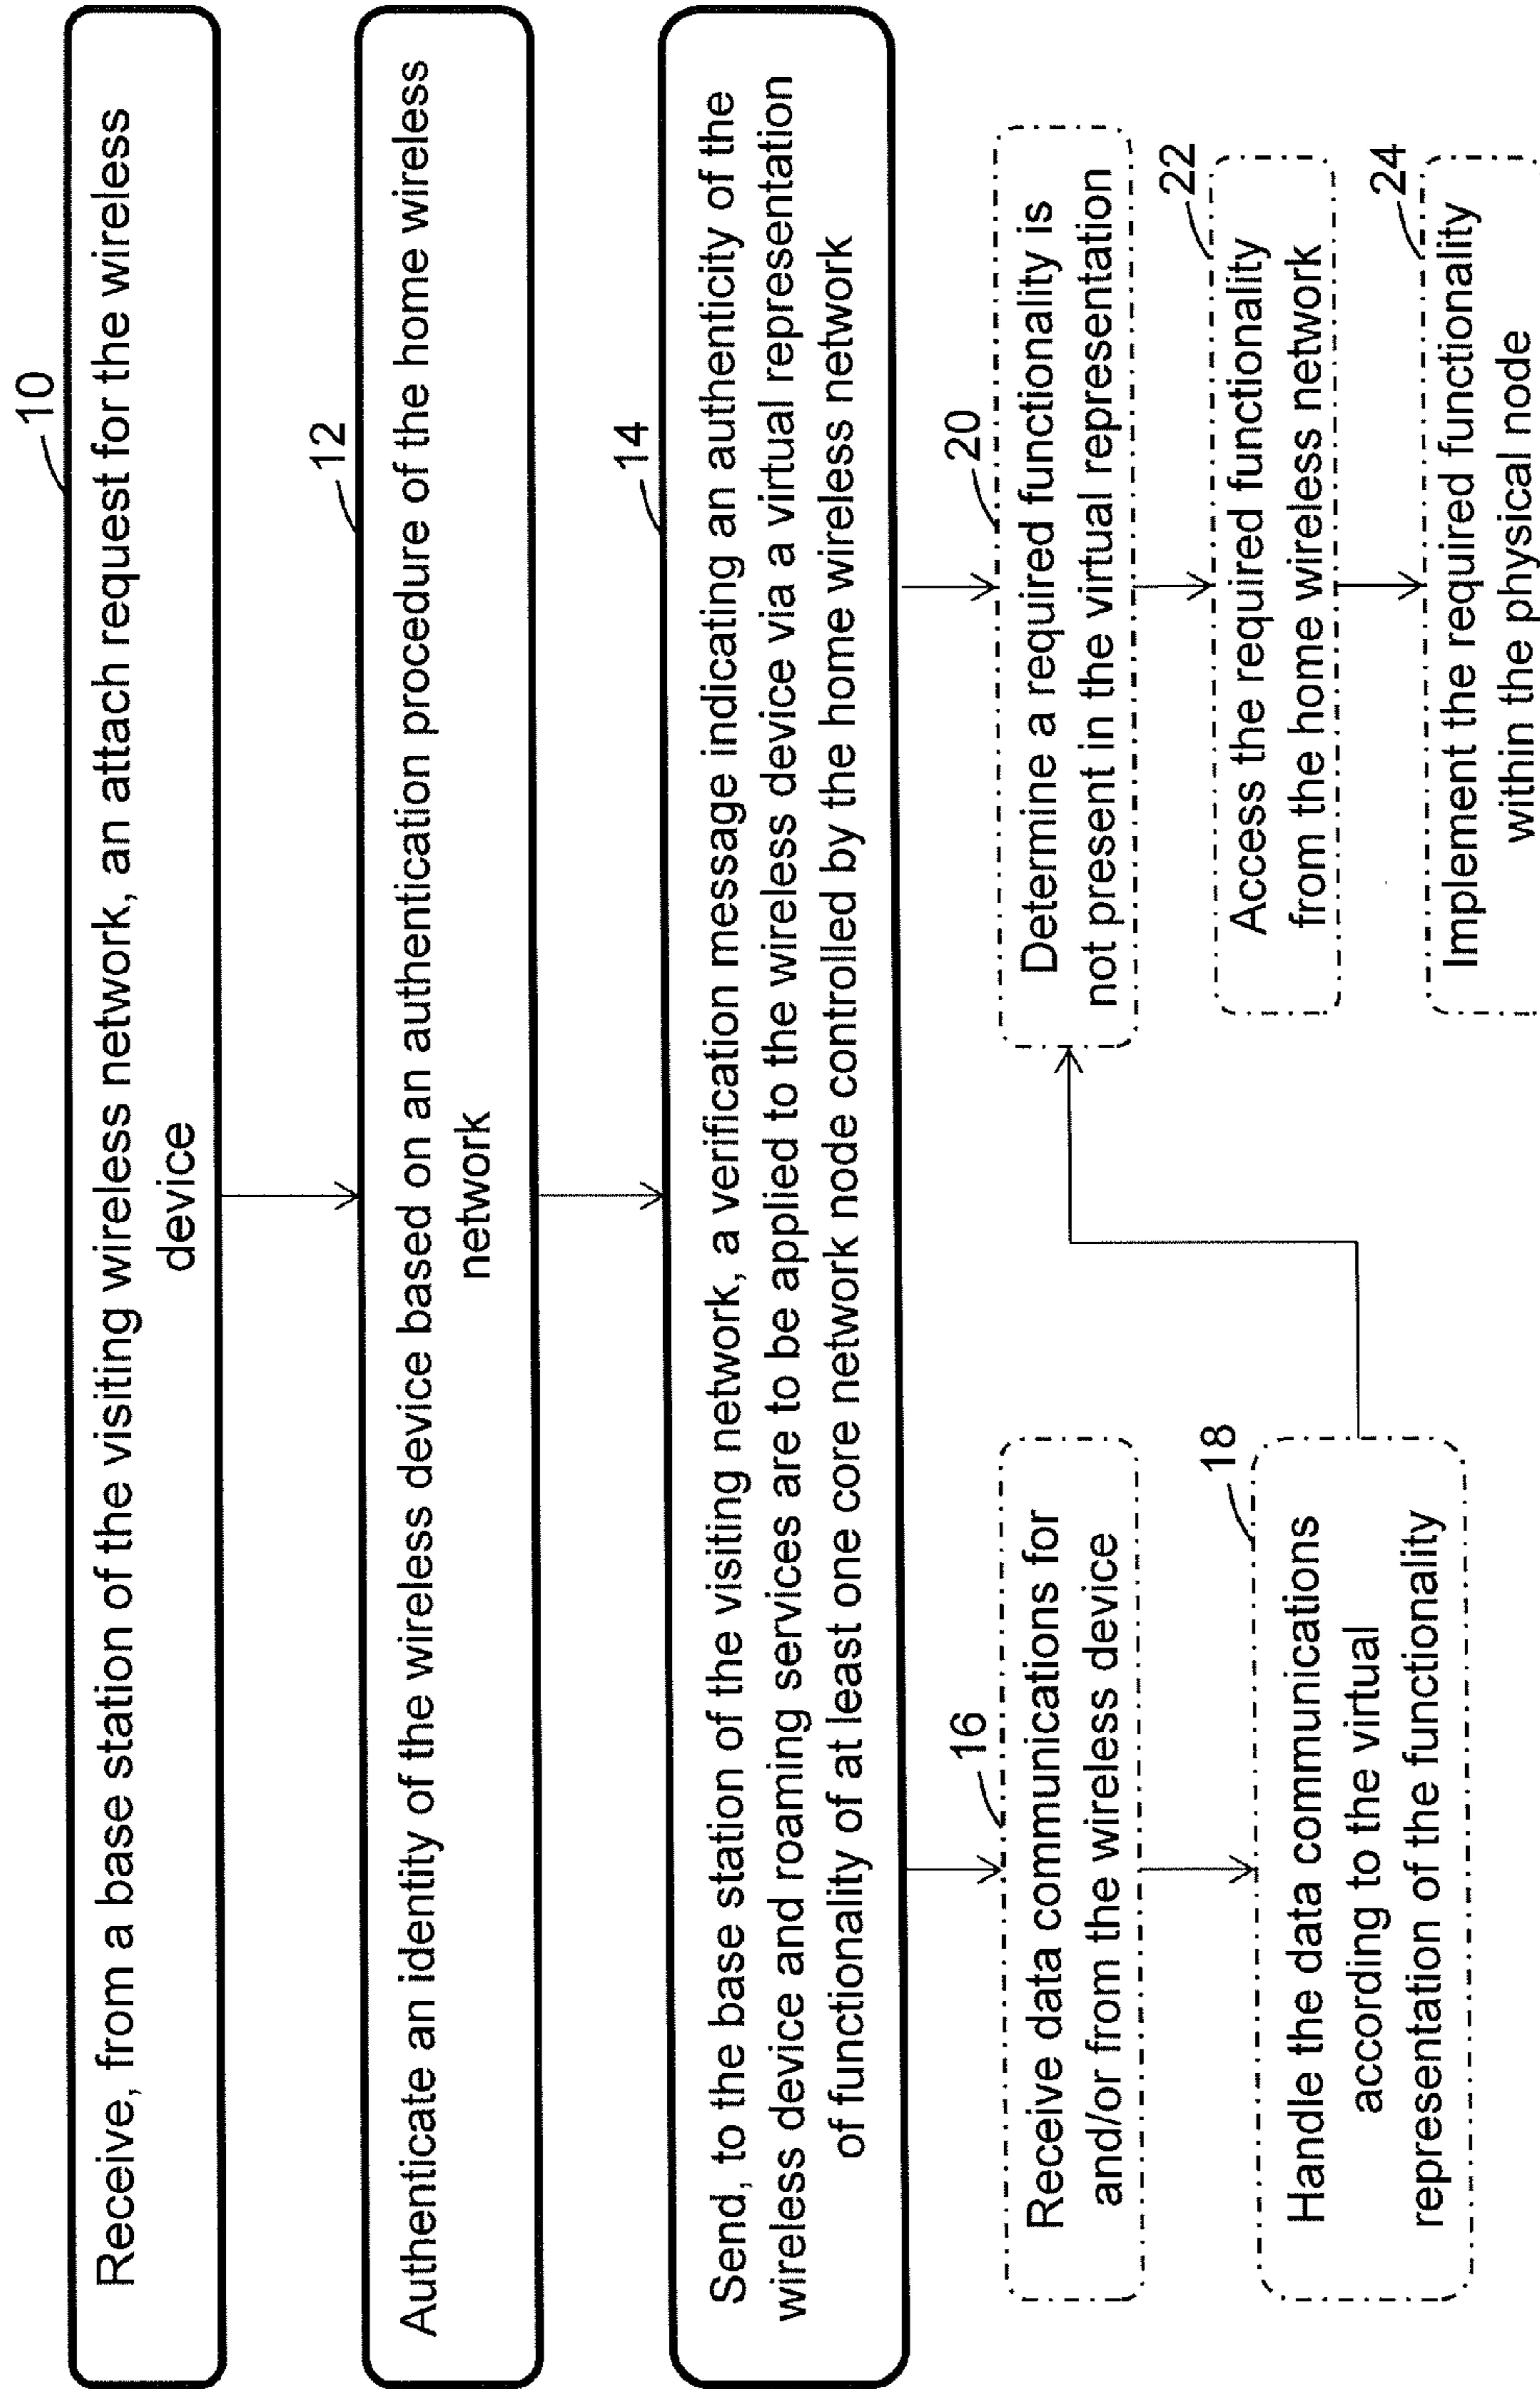 10
Receive, from a base station of the visiting wireless network, an attach request for the wireless
device
12
Authenticate an identity of the wireless device based on an authentication procedure of the home wireless
network
14
Send, to the base station of the visiting network, a verification message indicating an authenticity of the
wireless device and roaming services are to be applied to the wireless device via a virtual representation
of functionality of at least one core network node controlled by the home wireless network
16
Receive data communications for
and/or from the wireless device
18
Handle the data communications
according to the virtual
representation of the functionality
20
Determine a required functionality is
not present in the virtual representation
22
Access the required functionality
from the home wireless network
24
Implement the required functionality
within the physical node